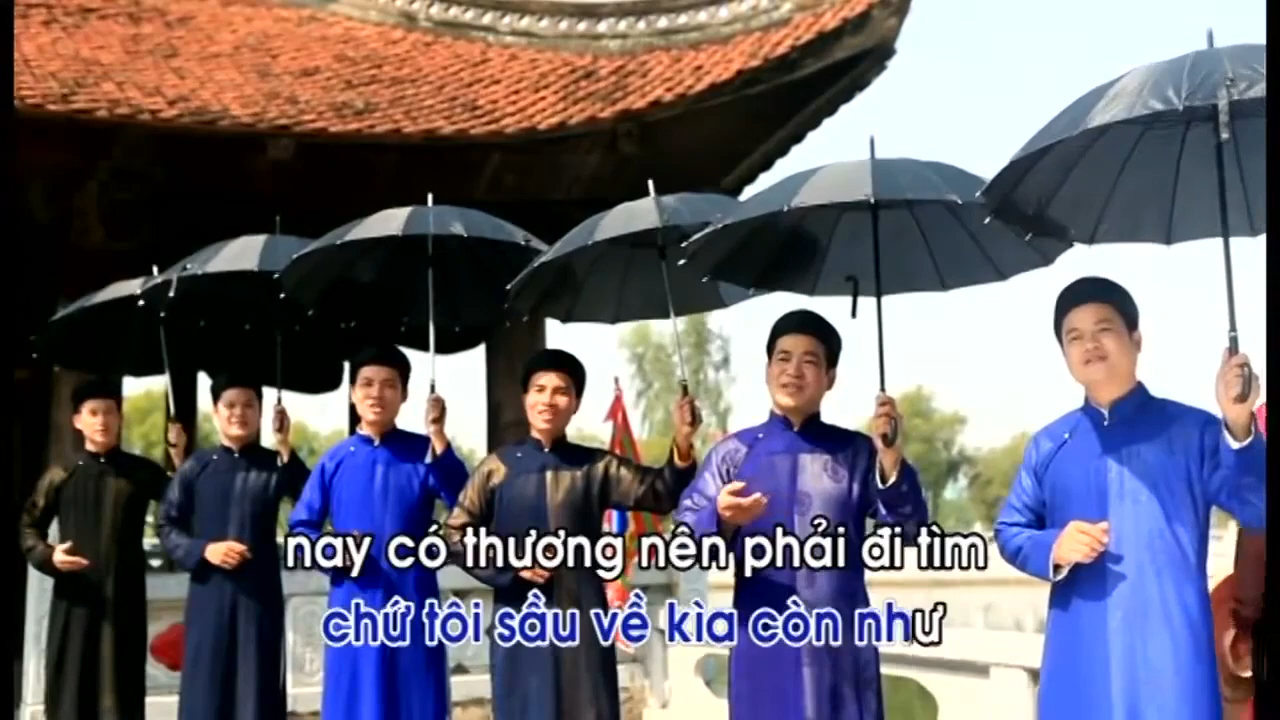 nay có thương nên phải đi tìm
chứ tôi sầu về kìa còn như